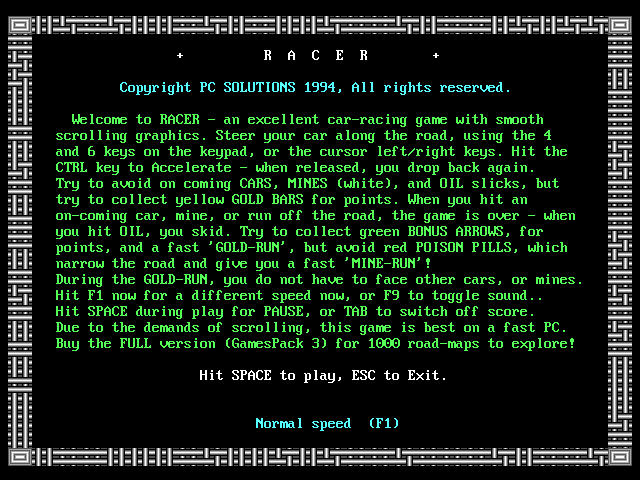 + R A C E R +
Copyright PC SOLUTIONS 1994, All rights reserved.
Welcome to RACER - an excellent car-racing game with smooth
scrolling graphics. Steer your car along the road, using the 4
and 6 keys on the keypad, or the cursor left/right keys. Hit the
CTRL key to Accelerate - when released, you drop back again.
Try to avoid on coming CARS, MINES (white), and OIL slicks, but
try to collect yellow GOLD BARS for points. When you hit an
on-coming car, mine, or run off the road, the game is over - when
you hit OIL, you skid. Try to collect green BONUS ARROWS, for
points, and a fast 'GOLD-RUN', but avoid red POISON PILLS, which
narrow the road and give you a fast 'MINE-RUN'!
During the GOLD-RUN, you do not have to face other cars, or mines.
Hit F1 now for a different speed now, or F9 to toggle sound..
Hit SPACE during play for PAUSE, or TAB to switch off score.
Due to the demands of scrolling, this game is best on a fast PC.
Buy the FULL version (GamesPack 3) for 1000 road-maps to explore!
Hit SPACE to play, ESC to Exit.
Normal speed (F1)